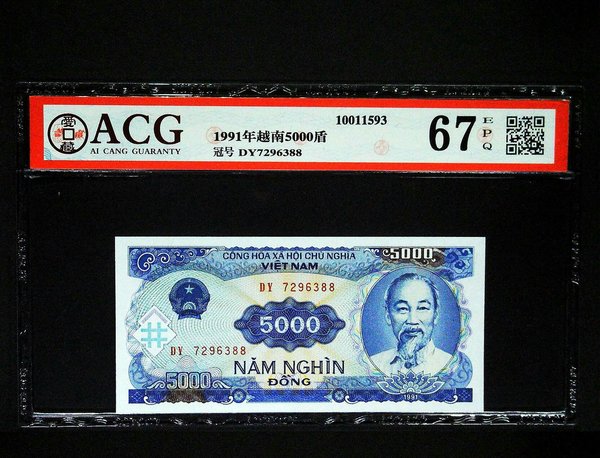 ACG
AI CANG GUARANTY
10011593
1991年越南5000盾
冠号 DY7296388
67
EPQ
CỘNG HÒA XÃ HỘI CHỦ NGHĨA
VIỆT NAM
5000
DY 7296388
5000
DY 7296388
NĂM NGHÌN
ĐỒNG
5000
1991